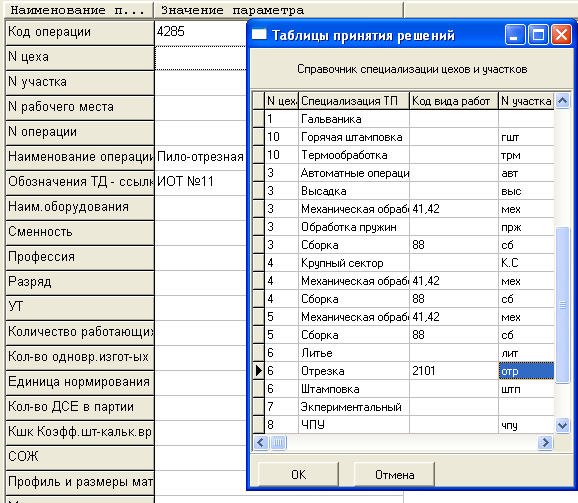 Наименование п... Значение параметра
Код операции 4285
N цеха
N участка
N рабочего места
N операции
Наименование операции Пило-отрезная
Обозначения ТД - ссылк ИОТ №11
Наим.оборудования
Сменность
Профессия
Разряд
УТ
Количество работающих
Кол-во одновр.изгот-ых
Единица нормирования
Кол-во ДСЕ в партии
Кшк Коэфф.шт-кальк.вр
СОЖ
Профиль и размеры мат
Таблицы принятия решений
Справочник специализации цехов и участков
N цеха Специализация ТП Код вида работ N участка
1 Гальваника
10 Горячая штамповка гшт
10 Термообработка трм
3 Автоматные операци авт
3 Высадка выс
3 Механическая обраб 41,42 мех
3 Обработка пружин прж
3 Сборка 88 сб
4 Крупный сектор К.С
4 Механическая обраб 41,42 мех
4 Сборка 88 сб
5 Механическая обраб 41,42 мех
5 Сборка 88 сб
6 Литье лит
6 Отрезка 2101 отр
6 Штамповка штп
7 Экпериментальный
8 ЧПУ чпу
OK Отмена